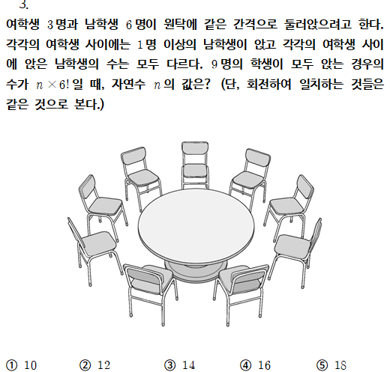 3.
여학생 3명과 남학생 6명이 원탁에 같은 간격으로 둘러앉으려고 한다.
각각의 여학생 사이에는 1명 이상의 남학생이 앉고 각각의 여학생 사이
에 앉은 남학생의 수는 모두 다르다. 9명의 학생이 모두 앉는 경우의
수가 n×6!일 때, 자연수 n의 값은? (단, 회전하여 일치하는 것들은
같은 것으로 본다.)
① 10 ② 12 ③ 14 ④ 16 ⑤ 18